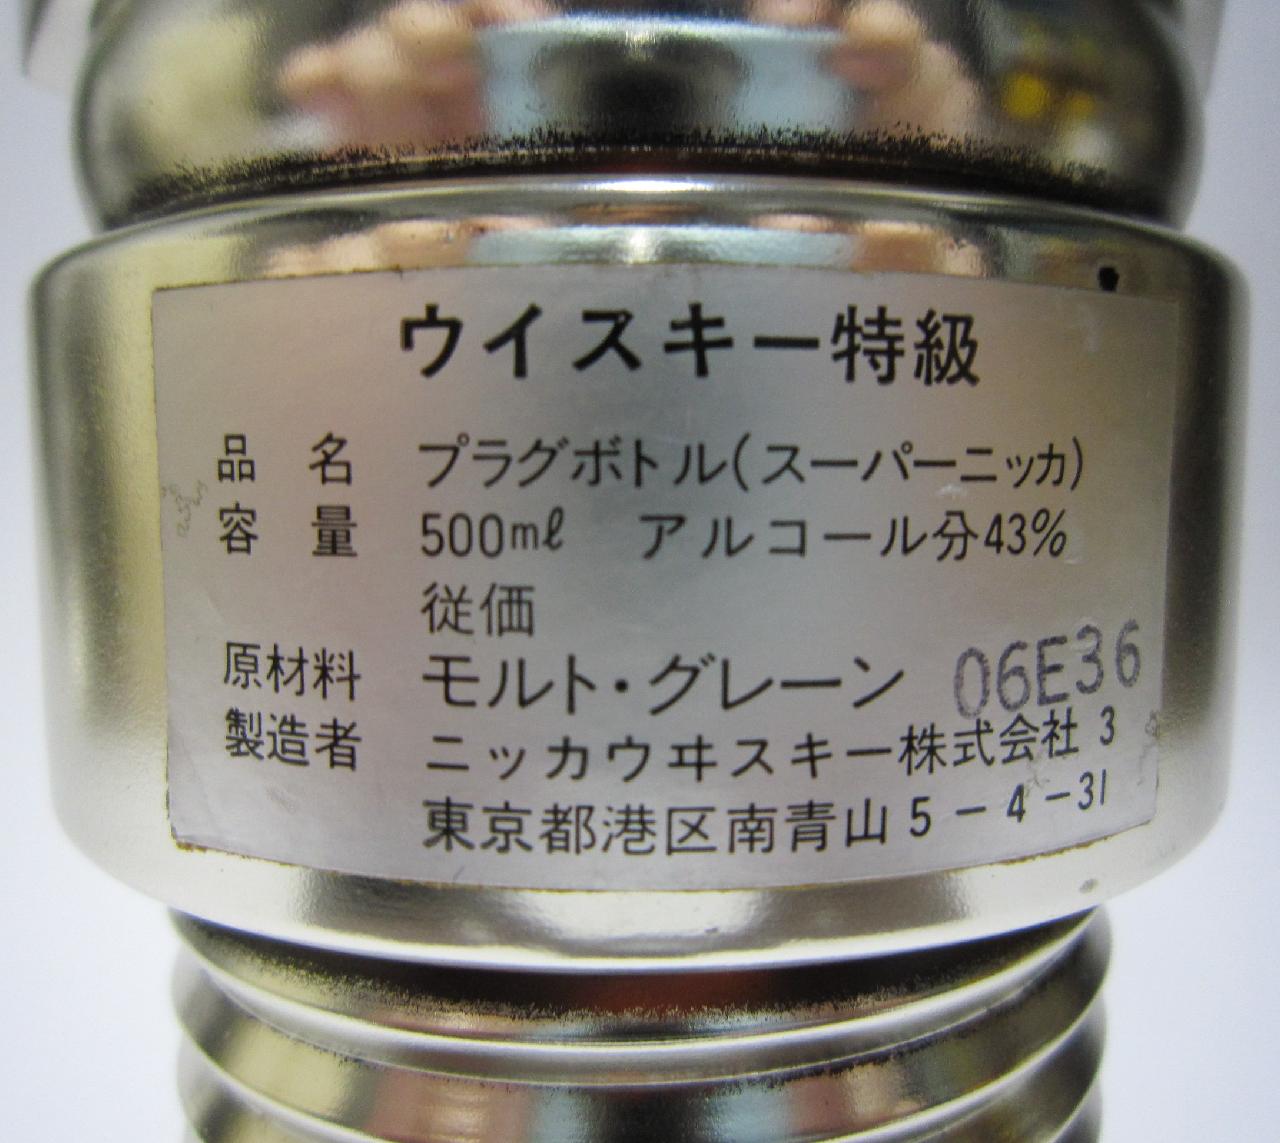 ウイスキー特級
品名 プラグボトル(スーパーニッカ)
容量 500mℓ アルコール分43%
従価
原材料 モルト・グレーン 06E36
製造者 ニッカウヰスキー株式会社 3
東京都港区南青山5-4-31